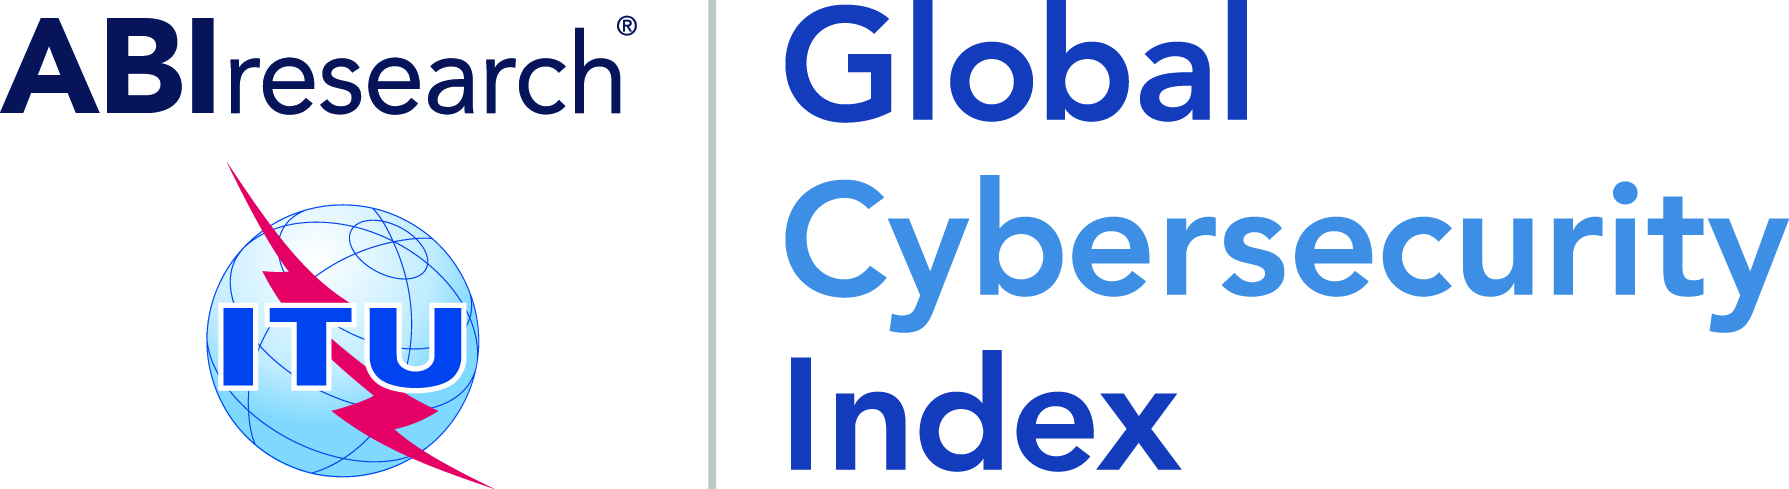 ABIresearch®
ITU
Global
Cybersecurity
Index